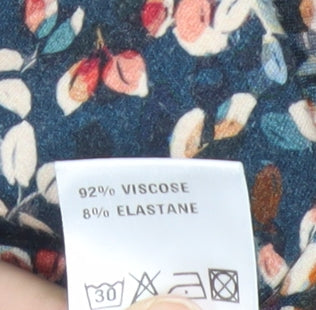 92% VISCOSE
8% ELASTANE
30